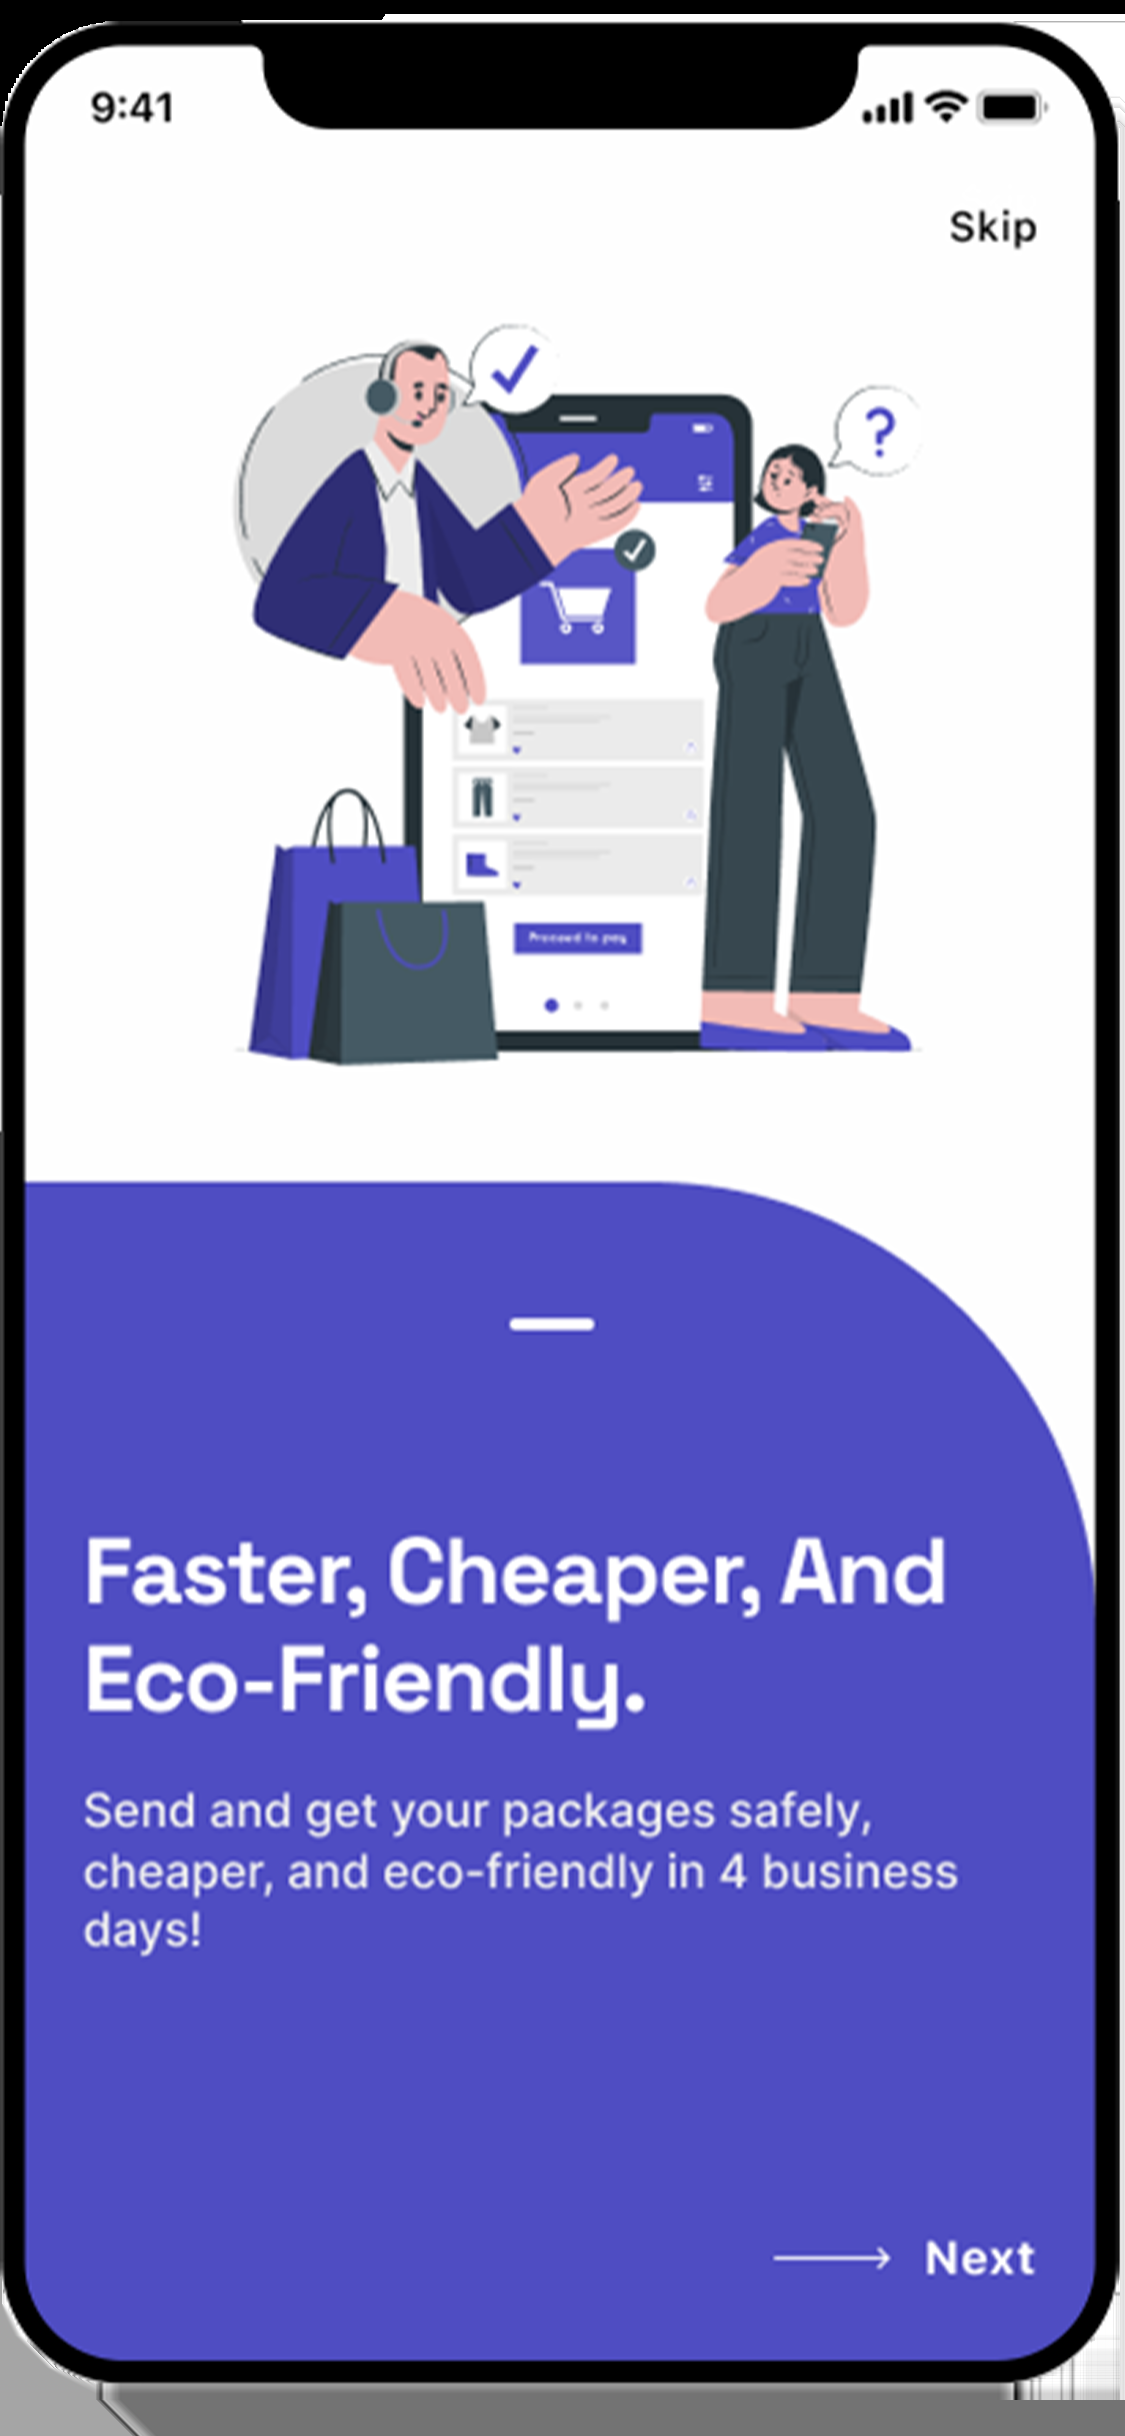 9:41
Skip
?
Proceed to pay
Faster, Cheaper, And
Eco-Friendly.
Send and get your packages safely,
cheaper, and eco-friendly in 4 business
days!
Next